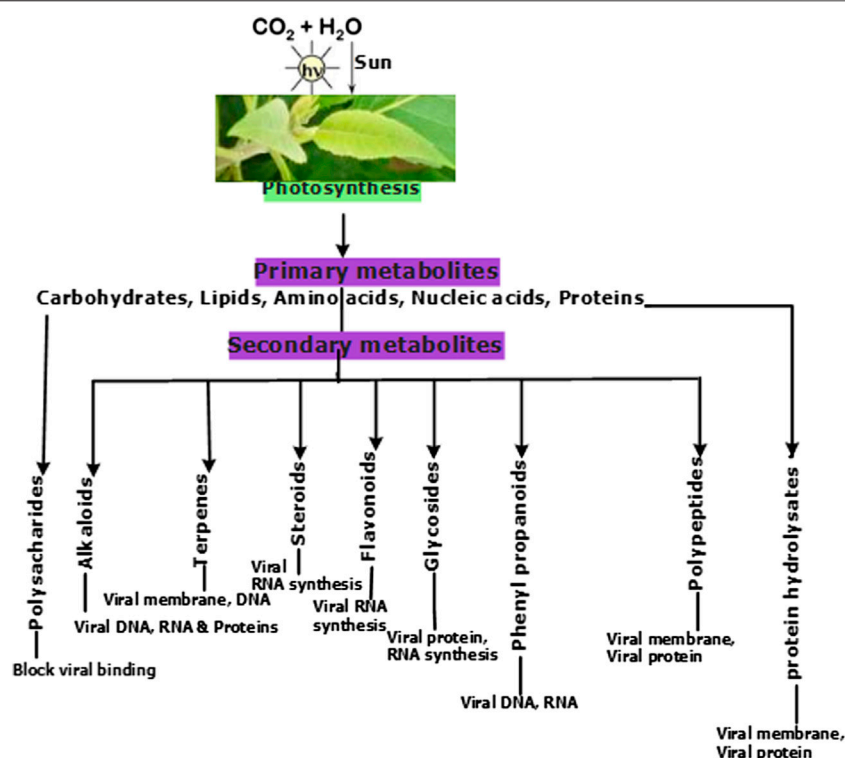 CO2 + H2O
hν
Sun
Photosynthesis
Primary metabolites
Carbohydrates, Lipids, Amino acids, Nucleic acids, Proteins
Secondary metabolites
Polysacharides
Alkaloids
Terpenes
Steroids
Flavonoids
Glycosides
Phenyl propanoids
Polypeptides
protein hydrolysates
Block viral binding
Viral DNA, RNA & Proteins
Viral membrane, DNA
Viral
RNA synthesis
Viral RNA
synthesis
Viral protein,
RNA synthesis
Viral DNA, RNA
Viral membrane,
Viral protein
Viral membrane,
Viral protein